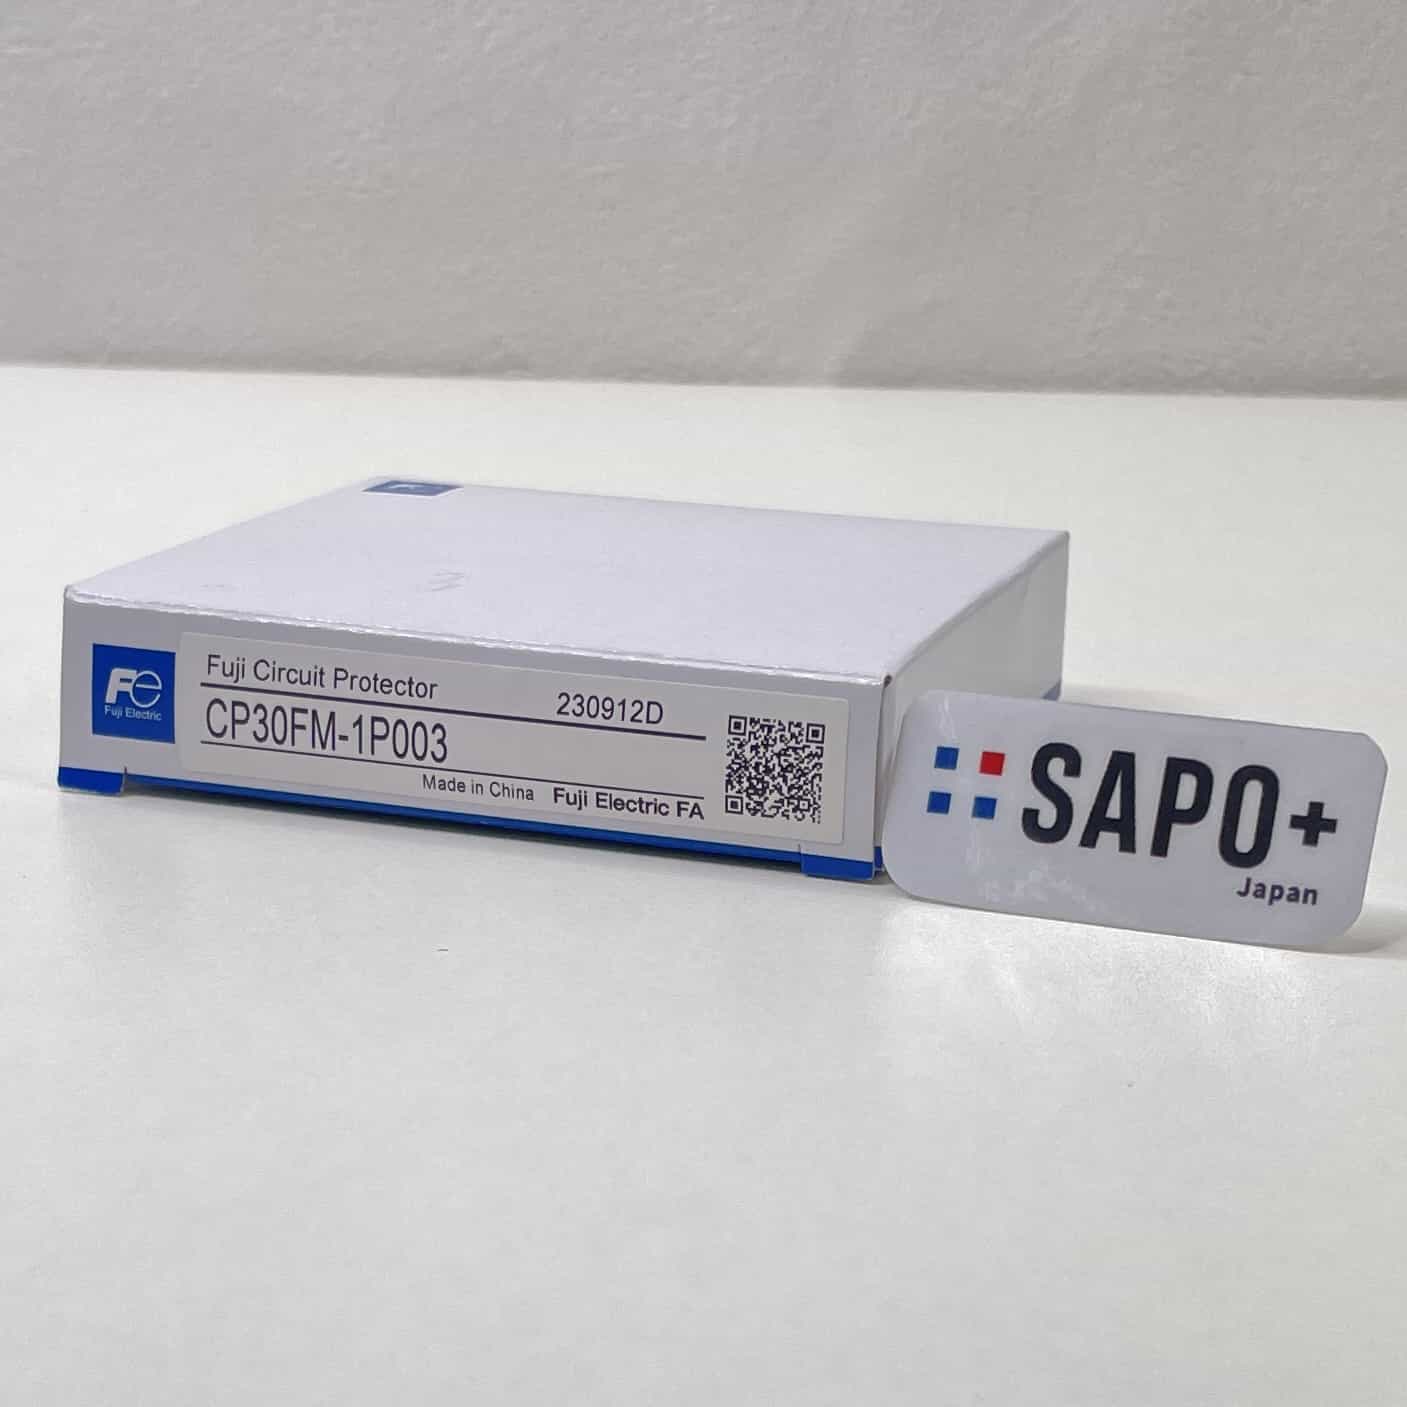 Fe
Fuji Electric
Fuji Circuit Protector 230912D
CP30FM-1P003
Made in China Fuji Electric FA
SAPO+
Japan